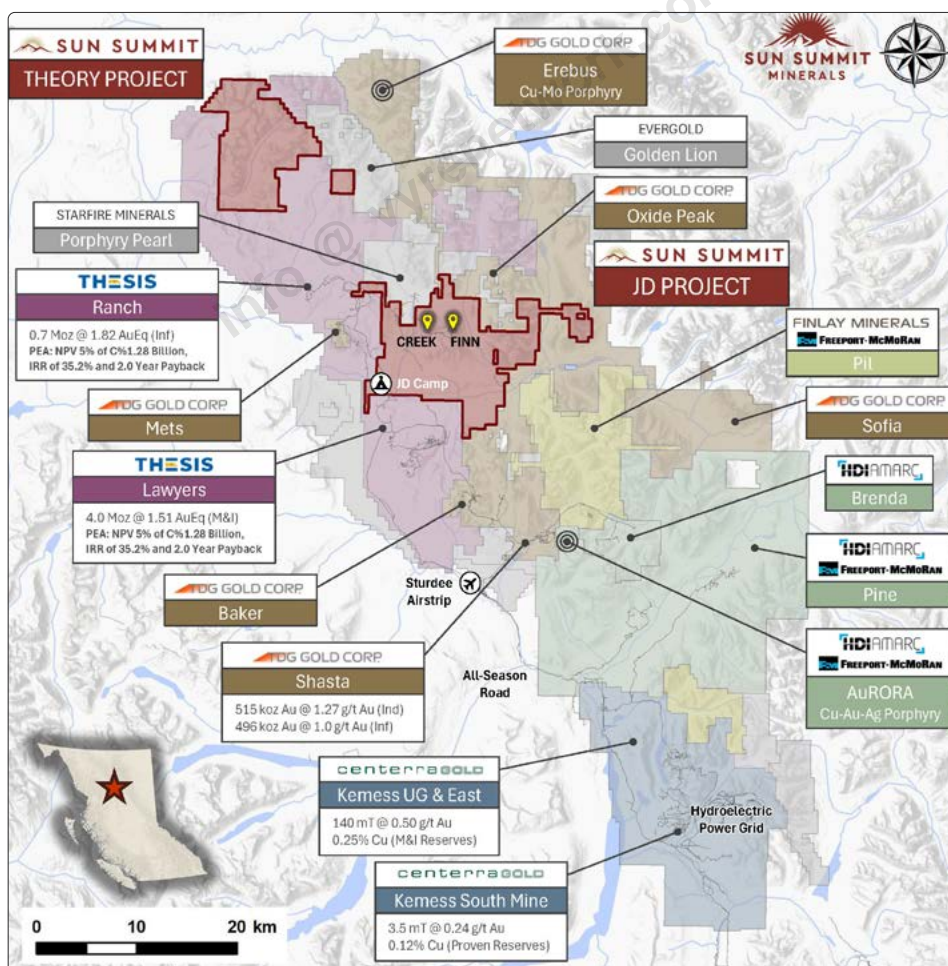 SUN SUMMIT
THEORY PROJECT
TDG GOLD CORP.
Erebus
Cu-Mo Porphyry
SUN SUMMIT
MINERALS
EVERGOLD
Golden Lion
TDG GOLD CORP.
Oxide Peak
STARFIRE MINERALS
Porphyry Pearl
SUN SUMMIT
JD PROJECT
THESIS
Ranch
0.7 Moz @ 1.82 AuEq (Inf)
PEA: NPV 5% of C%1.28 Billion,
IRR of 35.2% and 2.0 Year Payback
CREEK
FINN
JD Camp
FINLAY MINERALS
FREEPORT-McMoRAN
Pil
TDG GOLD CORP.
Mets
TDG GOLD CORP.
Sofia
THESIS
Lawyers
4.0 Moz @ 1.51 AuEq (M&I)
PEA: NPV 5% of C%1.28 Billion,
IRR of 35.2% and 2.0 Year Payback
HDI AMARC
Brenda
HDI AMARC
FREEPORT-McMoRAN
Pine
TDG GOLD CORP.
Baker
Sturdee
Airstrip
TDG GOLD CORP.
Shasta
515 koz Au @ 1.27 g/t Au (Ind)
496 koz Au @ 1.0 g/t Au (Inf)
All-Season
Road
HDI AMARC
FREEPORT-McMoRAN
AuRORA
Cu-Au-Ag Porphyry
centerraGOLD
Kemess UG & East
140 mT @ 0.50 g/t Au
0.25% Cu (M&I Reserves)
Hydroelectric
Power Grid
centerraGOLD
Kemess South Mine
3.5 mT @ 0.24 g/t Au
0.12% Cu (Proven Reserves)
0 10 20 km